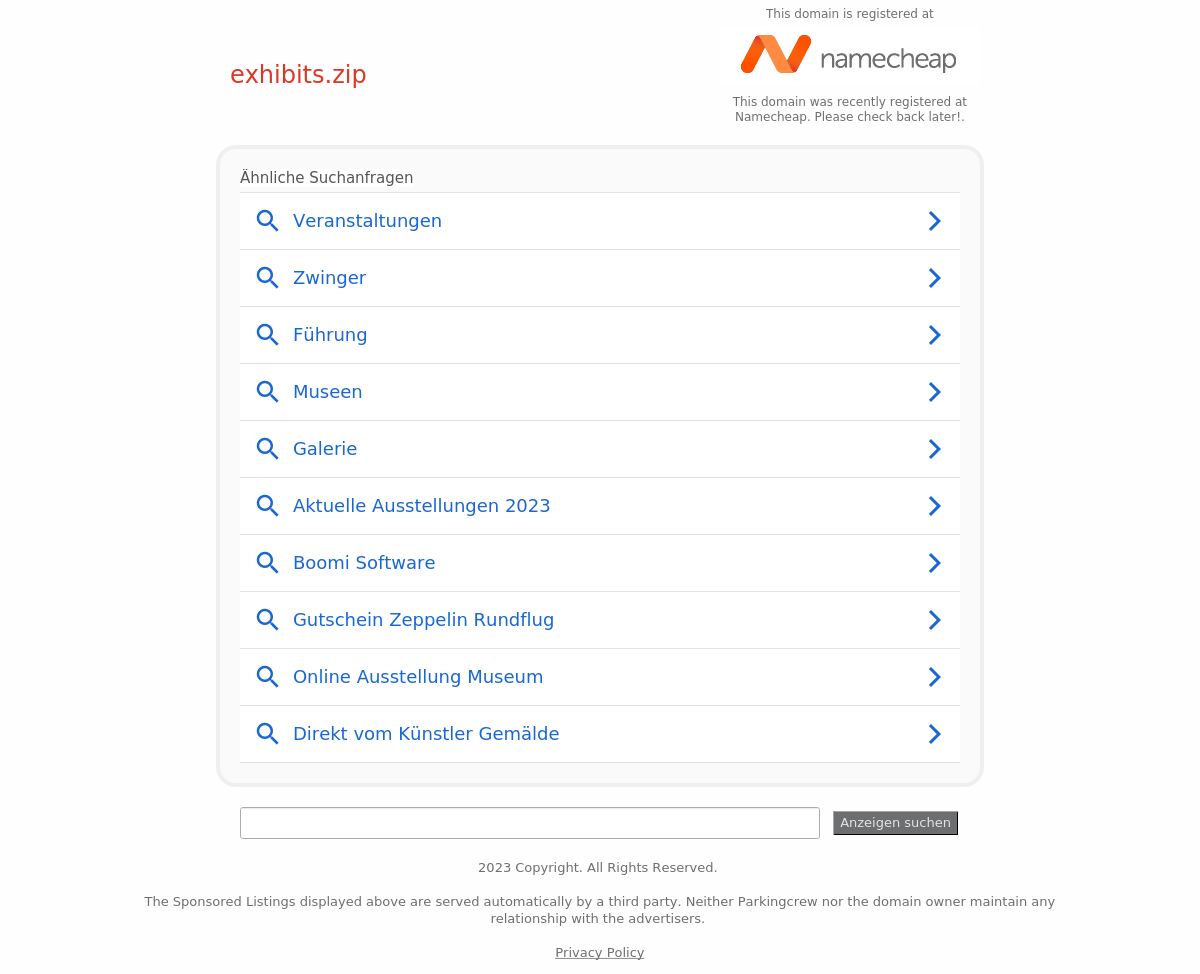 This domain is registered at
namecheap
exhibits.zip
This domain was recently registered at
Namecheap. Please check back later!.
Ähnliche Suchanfragen
Veranstaltungen
Zwinger
Führung
Museen
Galerie
Aktuelle Ausstellungen 2023
Boomi Software
Gutschein Zeppelin Rundflug
Online Ausstellung Museum
Direkt vom Künstler Gemälde
Anzeigen suchen
2023 Copyright. All Rights Reserved.
The Sponsored Listings displayed above are served automatically by a third party. Neither Parkingcrew nor the domain owner maintain any
relationship with the advertisers.
Privacy Policy